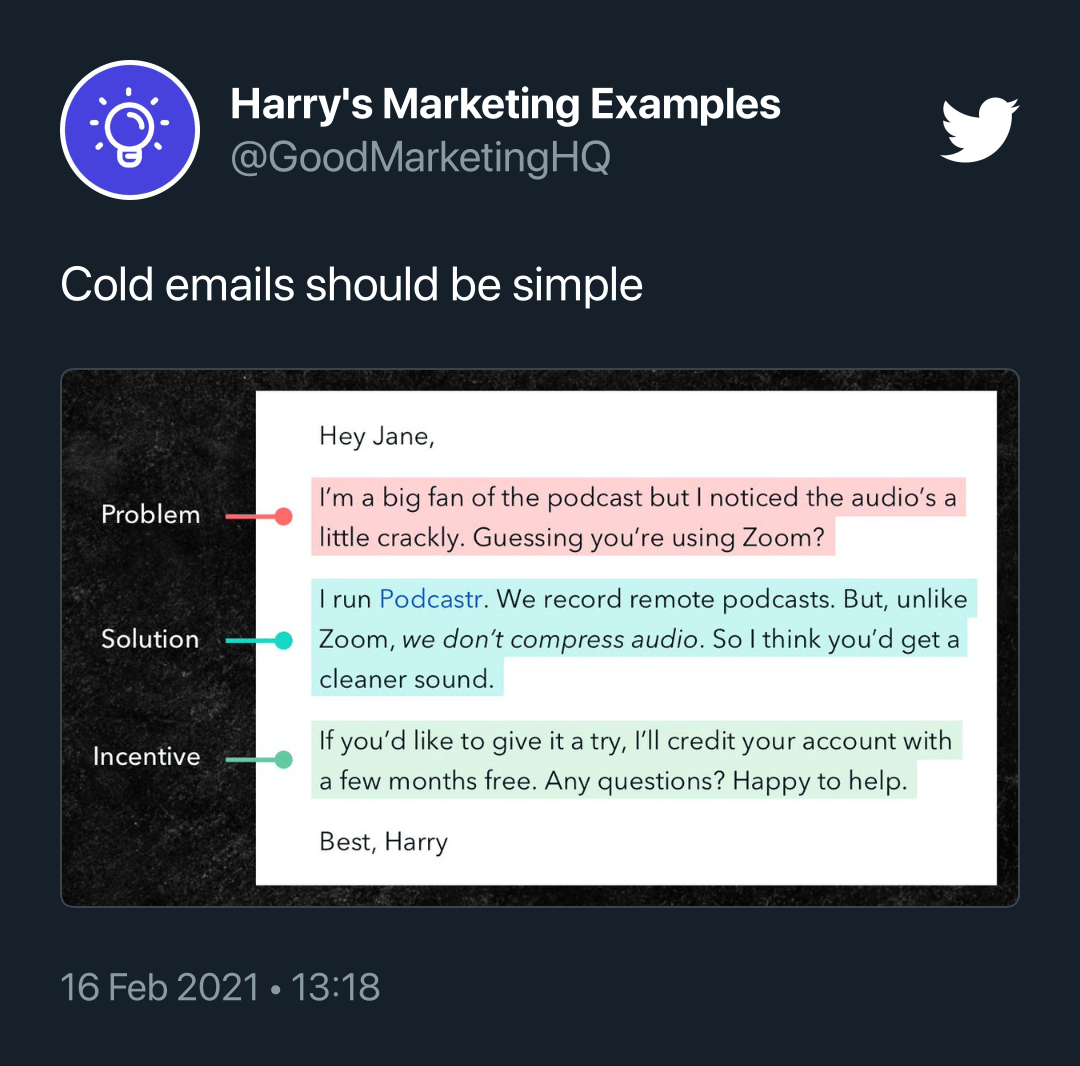 Harry's Marketing Examples
@GoodMarketingHQ
Cold emails should be simple
Hey Jane,
Problem
I’m a big fan of the podcast but I noticed the audio’s a
little crackly. Guessing you’re using Zoom?
Solution
I run Podcastr. We record remote podcasts. But, unlike
Zoom, we don’t compress audio. So I think you’d get a
cleaner sound.
Incentive
If you’d like to give it a try, I’ll credit your account with
a few months free. Any questions? Happy to help.
Best, Harry
16 Feb 2021 • 13:18